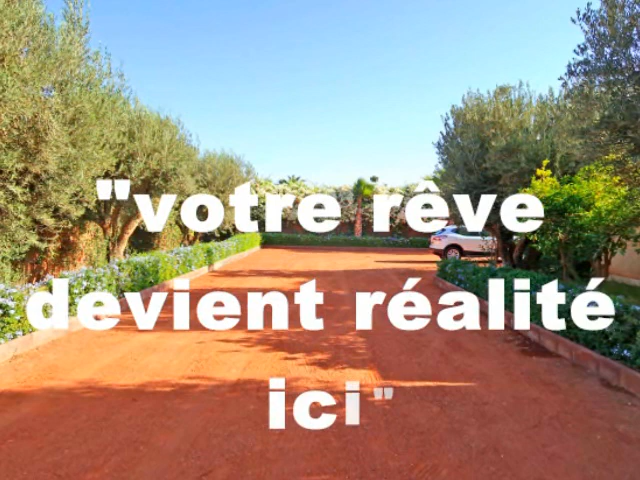 "votre rêve
devient réalité
ici"